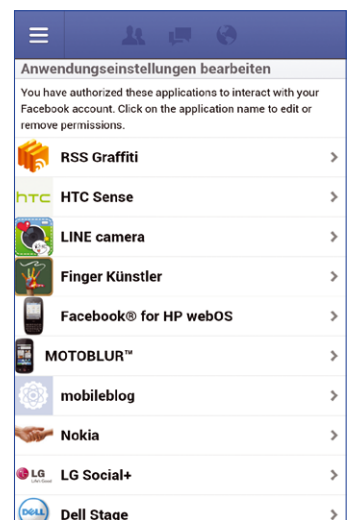 Anwendungseinstellungen bearbeiten
You have authorized these applications to interact with your
Facebook account. Click on the application name to edit or
remove permissions.
RSS Graffiti
hTC HTC Sense
LINE camera
Finger Künstler
Facebook® for HP webOS
MOTOBLUR™
mobileblog
Nokia
LG LG Social+
DELL Dell Stage